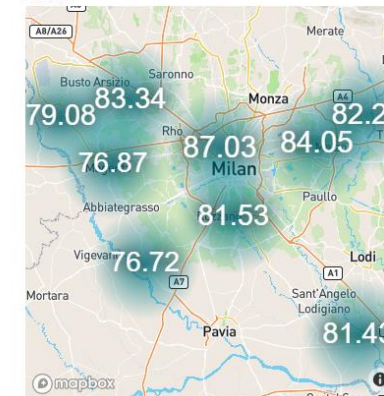 A8/A26
Merate
Busto Arsizio
Saronno
Monza
A4
79.08
83.34
82.2
Rho
87.03
84.05
76.87
Milan
Abbiategrasso
81.53
Paullo
Vigevan
76.72
Lodi
A1
A7
Mortara
Sant'Angelo
Lodigiano
Pavia
81.43
mapbox
i